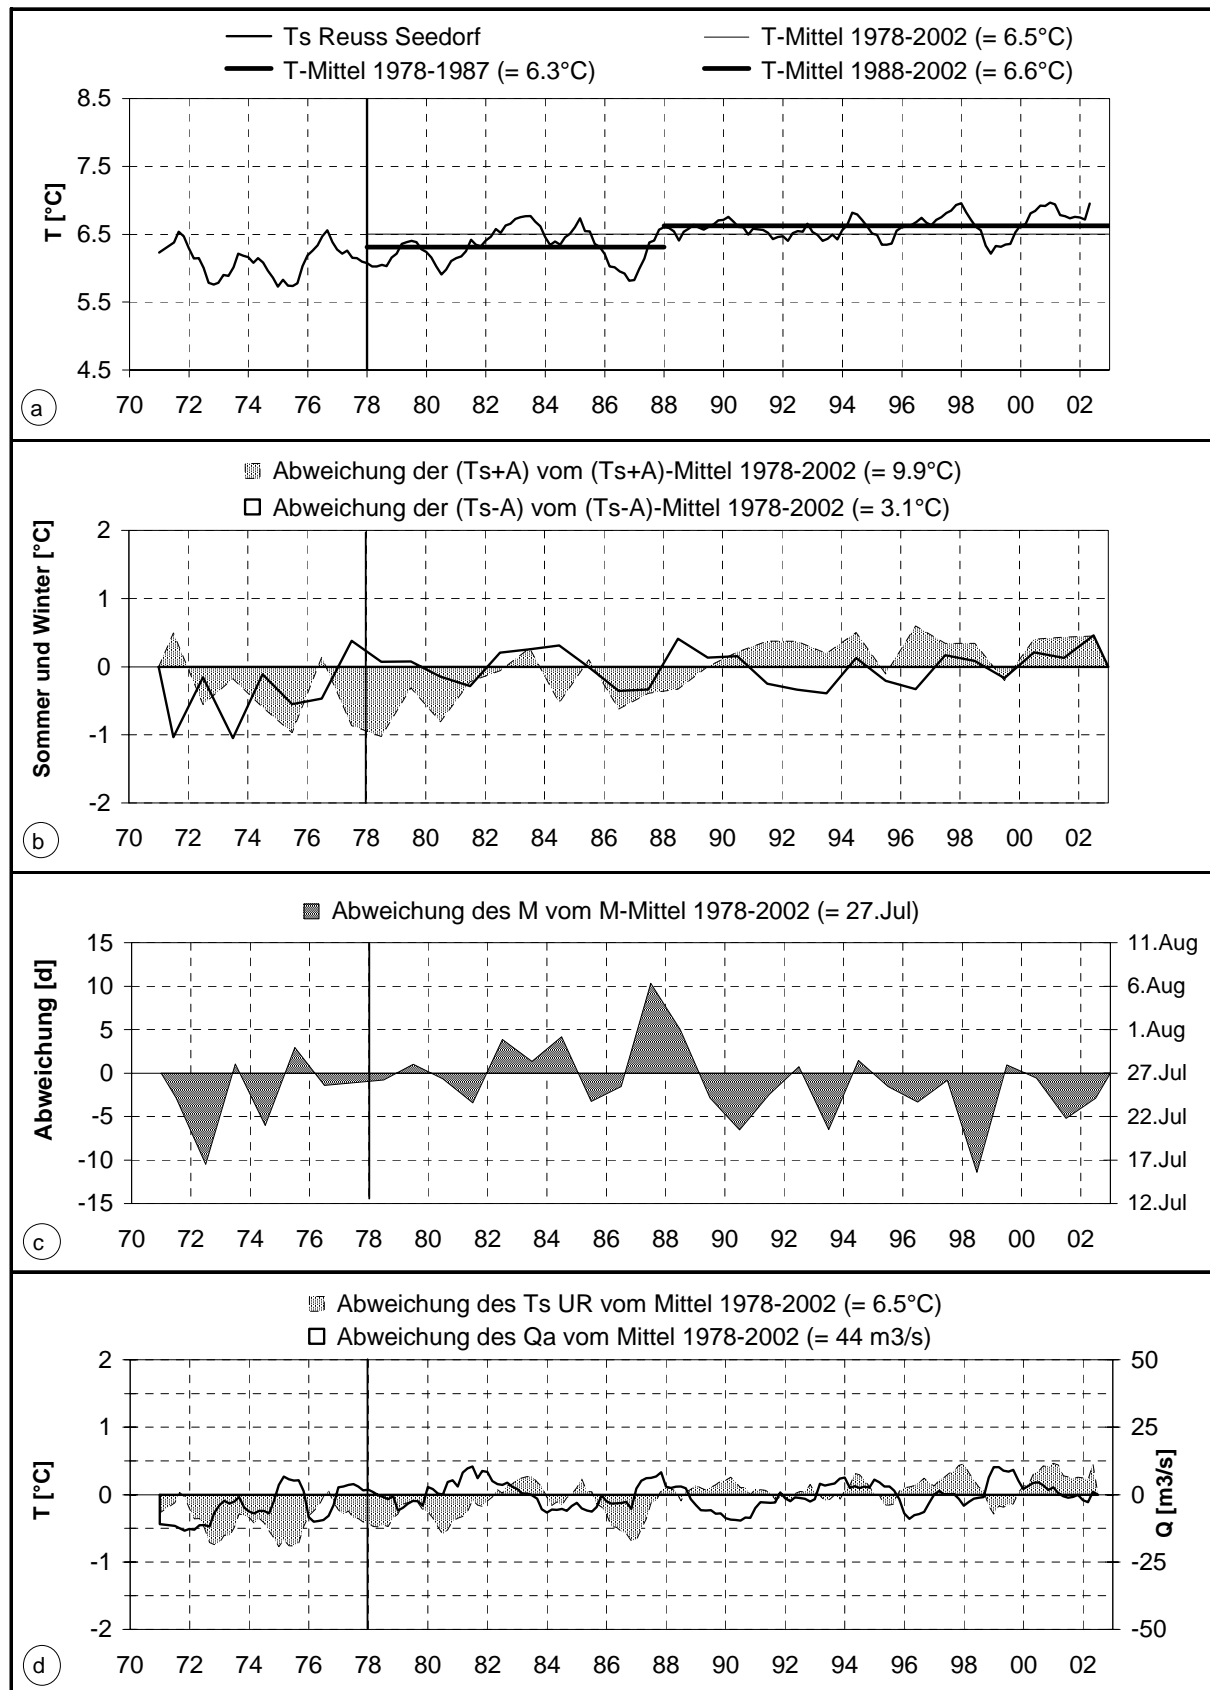 Ts Reuss Seedorf
T-Mittel 1978-2002 (= 6.5°C)
T-Mittel 1978-1987 (= 6.3°C)
T-Mittel 1988-2002 (= 6.6°C)
8.5
7.5
6.5
5.5
4.5
T [°C]
70 72 74 76 78 80 82 84 86 88 90 92 94 96 98 00 02
a
Abweichung der (Ts+A) vom (Ts+A)-Mittel 1978-2002 (= 9.9°C)
Abweichung der (Ts-A) vom (Ts-A)-Mittel 1978-2002 (= 3.1°C)
2
1
0
-1
-2
Sommer und Winter [°C]
70 72 74 76 78 80 82 84 86 88 90 92 94 96 98 00 02
b
Abweichung des M vom M-Mittel 1978-2002 (= 27.Jul)
15
10
5
0
-5
-10
-15
Abweichung [d]
11.Aug
6.Aug
1.Aug
27.Jul
22.Jul
17.Jul
12.Jul
70 72 74 76 78 80 82 84 86 88 90 92 94 96 98 00 02
c
Abweichung des Ts UR vom Mittel 1978-2002 (= 6.5°C)
Abweichung des Qa vom Mittel 1978-2002 (= 44 m3/s)
2
1
0
-1
-2
T [°C]
50
25
0
-25
-50
Q [m3/s]
70 72 74 76 78 80 82 84 86 88 90 92 94 96 98 00 02
d